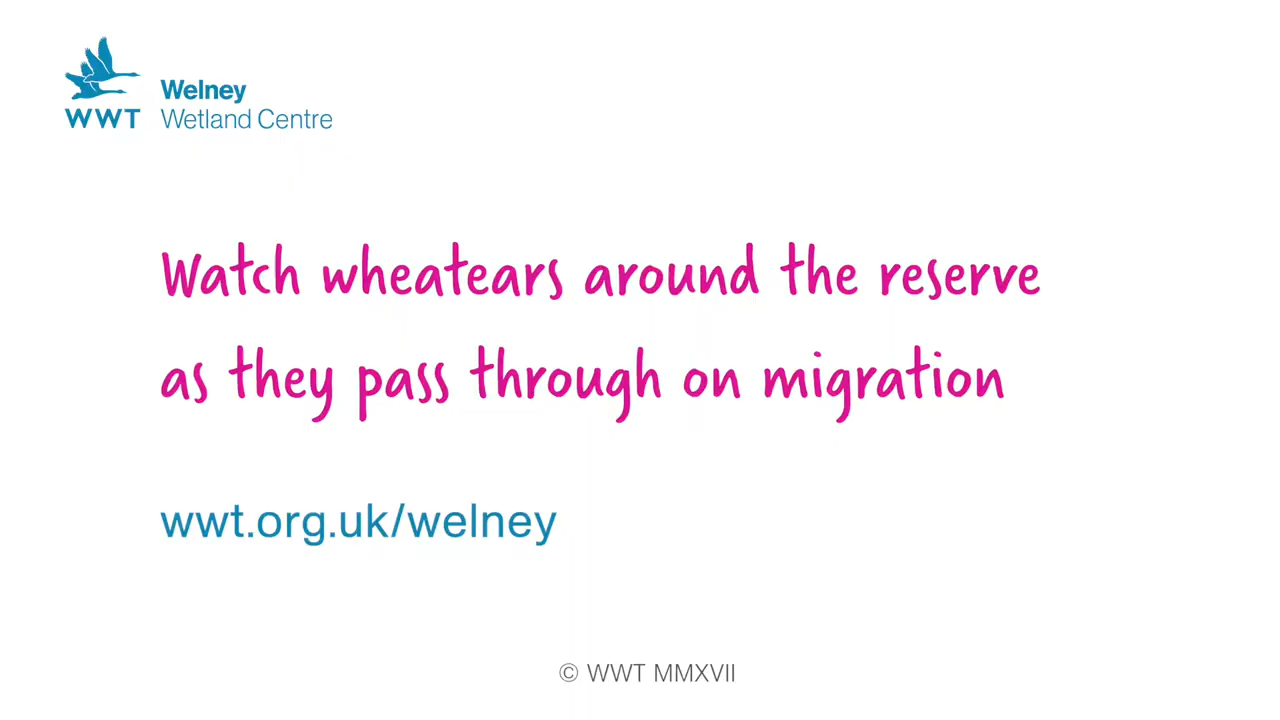 WWT
Welney
Wetland Centre
Watch wheatears around the reserve
as they pass through on migration
wwt.org.uk/welney
© WWT MMXVII